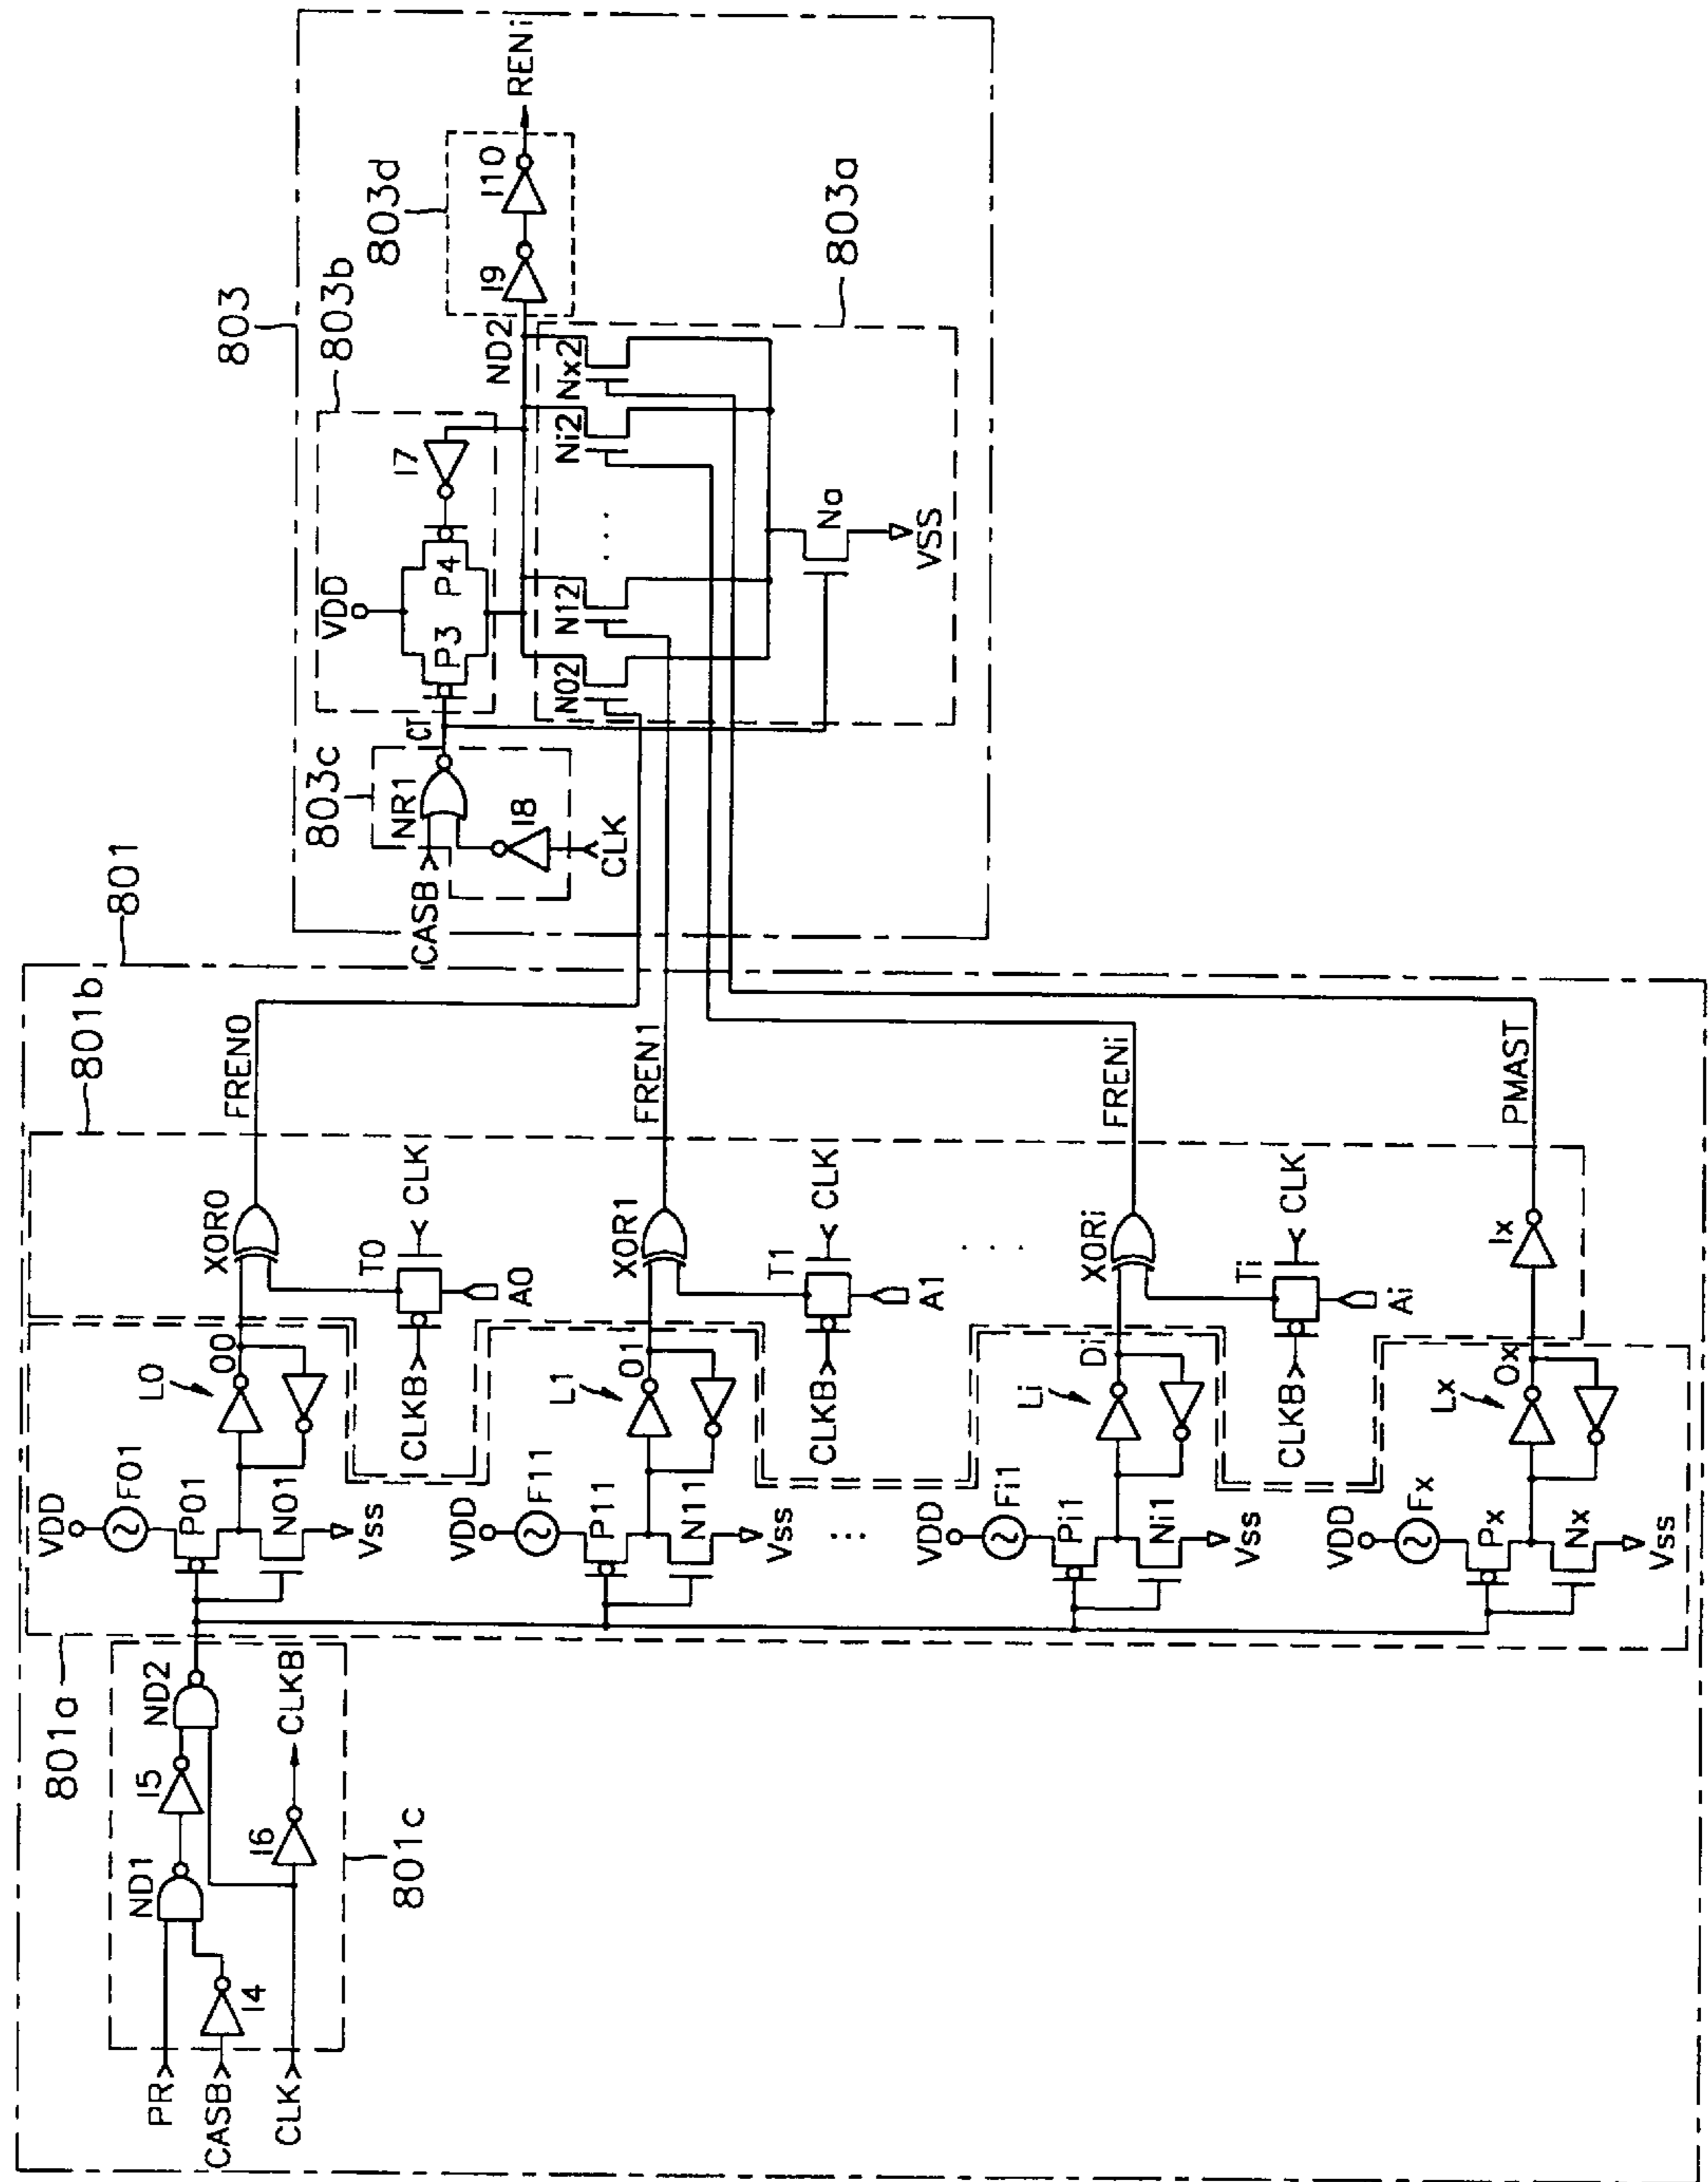 801
801a
801b
PR
CASB
CLK
I4
ND1
I5
ND2
I6
CLKB
801c
VDD
F01
P01
N01
Vss
L0
O0
XOR0
FREN0
T0
CLK
CLKB
A0
VDD
F11
P11
N11
Vss
L1
O1
XOR1
FREN1
T1
CLK
CLKB
A1
VDD
Fi1
Pi1
Ni1
Vss
Li
Di
XORi
FRENi
Ti
CLK
CLKB
Ai
VDD
Fx
Px
Nx
Vss
Lx
Ox
Ix
PMAST
803
803b
803c
803d
803a
CASB
NR1
I8
CLK
CT
VDD
P3
P4
I7
ND2
I9
I10
RENi
N02
N12
Ni2
Nx2
Na
VSS